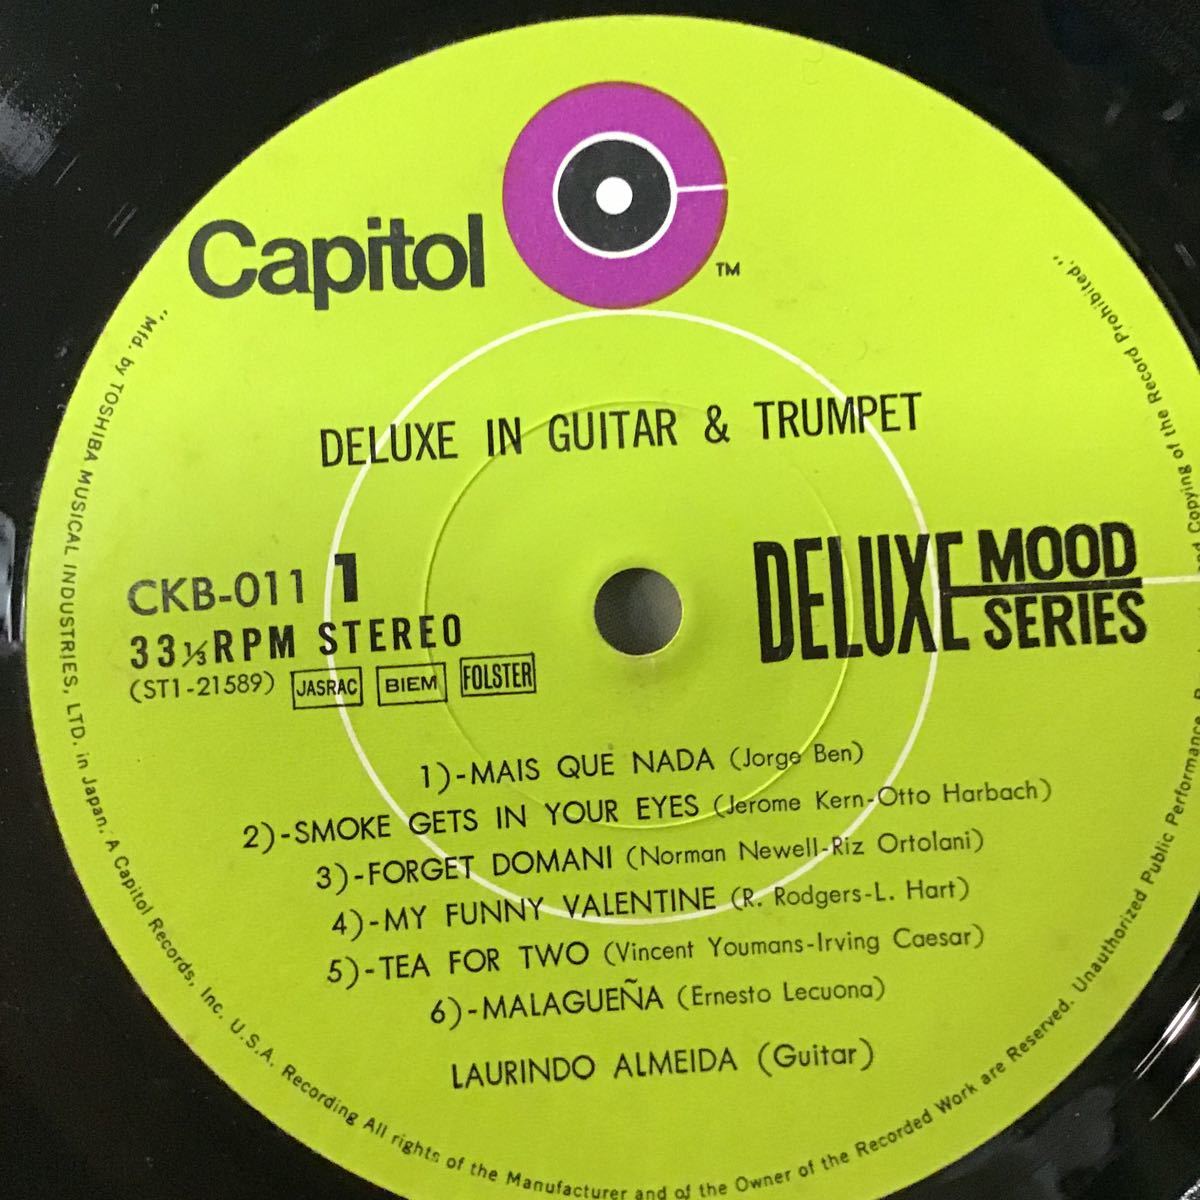 Capitol
TM
DELUXE IN GUITAR & TRUMPET
CKB-011 1
33⅓RPM STEREO
(ST1-21589) JASRAC BIEM FOLSTER
DELUXE MOOD SERIES
1)-MAIS QUE NADA (Jorge Ben)
2)-SMOKE GETS IN YOUR EYES (Jerome Kern-Otto Harbach)
3)-FORGET DOMANI (Norman Newell-Riz Ortolani)
4)-MY FUNNY VALENTINE (R. Rodgers-L. Hart)
5)-TEA FOR TWO (Vincent Youmans-Irving Caesar)
6)-MALAGUEÑA (Ernesto Lecuona)
LAURINDO ALMEIDA (Guitar)
"Mfd. by TOSHIBA MUSICAL INDUSTRIES, LTD. in Japan. A Capitol Records, Inc. U.S.A. Recording All rights of the Manufacturer and of the Owner of the Recorded Work are Reserved. Unauthorized Public Performance, Copying of the Record Prohibited."